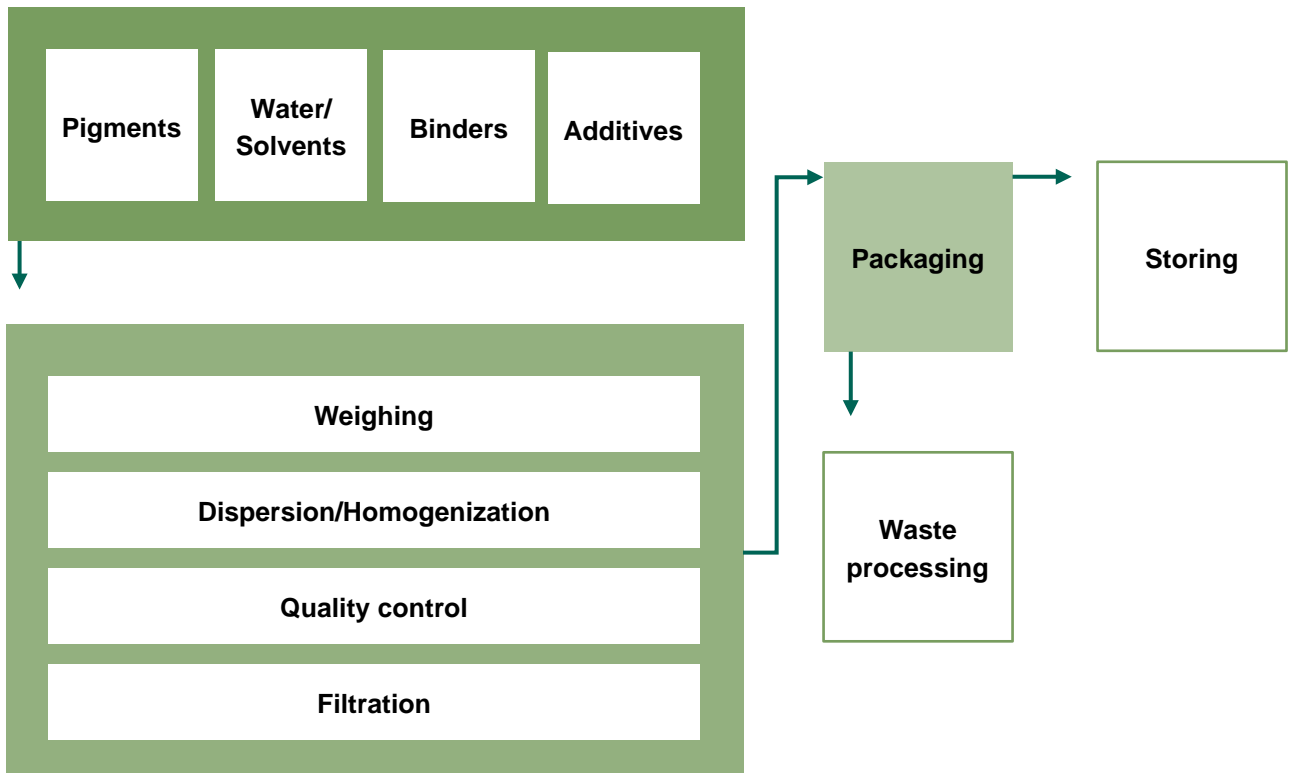 Pigments
Water/
Solvents
Binders
Additives
Packaging
Storing
Weighing
Dispersion/Homogenization
Quality control
Filtration
Waste
processing